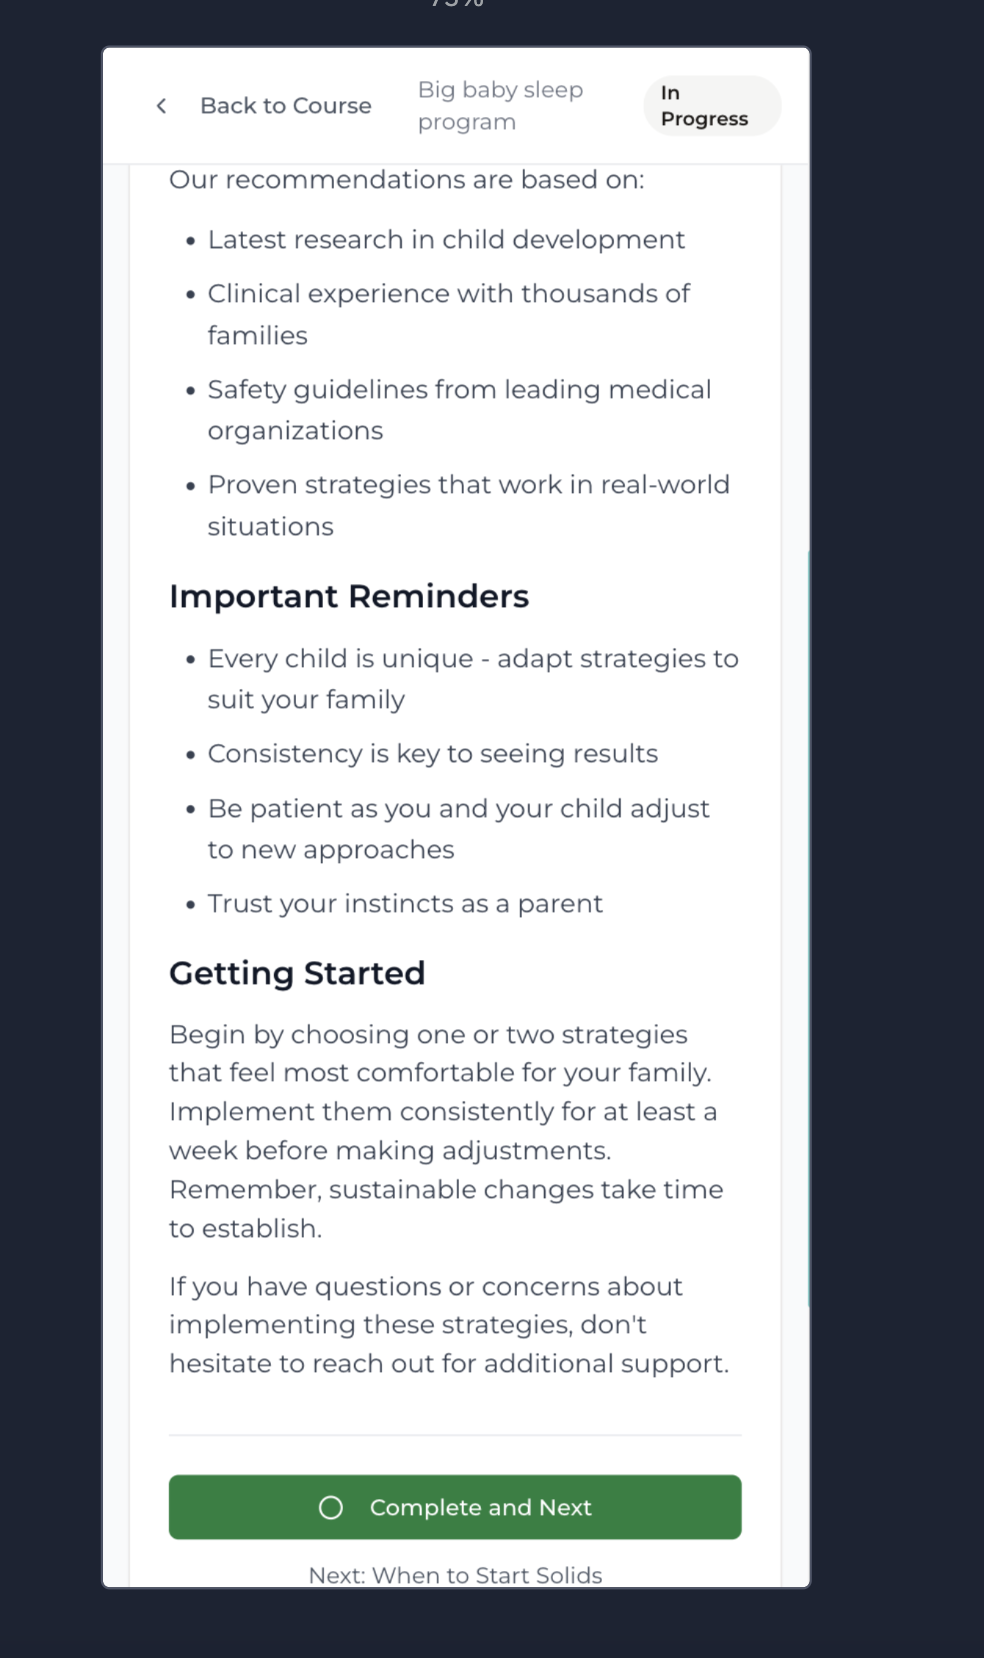 75%
Back to Course
Big baby sleep
program
In
Progress
Our recommendations are based on:
• Latest research in child development
• Clinical experience with thousands of
families
• Safety guidelines from leading medical
organizations
• Proven strategies that work in real-world
situations
Important Reminders
• Every child is unique - adapt strategies to
suit your family
• Consistency is key to seeing results
• Be patient as you and your child adjust
to new approaches
• Trust your instincts as a parent
Getting Started
Begin by choosing one or two strategies
that feel most comfortable for your family.
Implement them consistently for at least a
week before making adjustments.
Remember, sustainable changes take time
to establish.
If you have questions or concerns about
implementing these strategies, don't
hesitate to reach out for additional support.
Complete and Next
Next: When to Start Solids